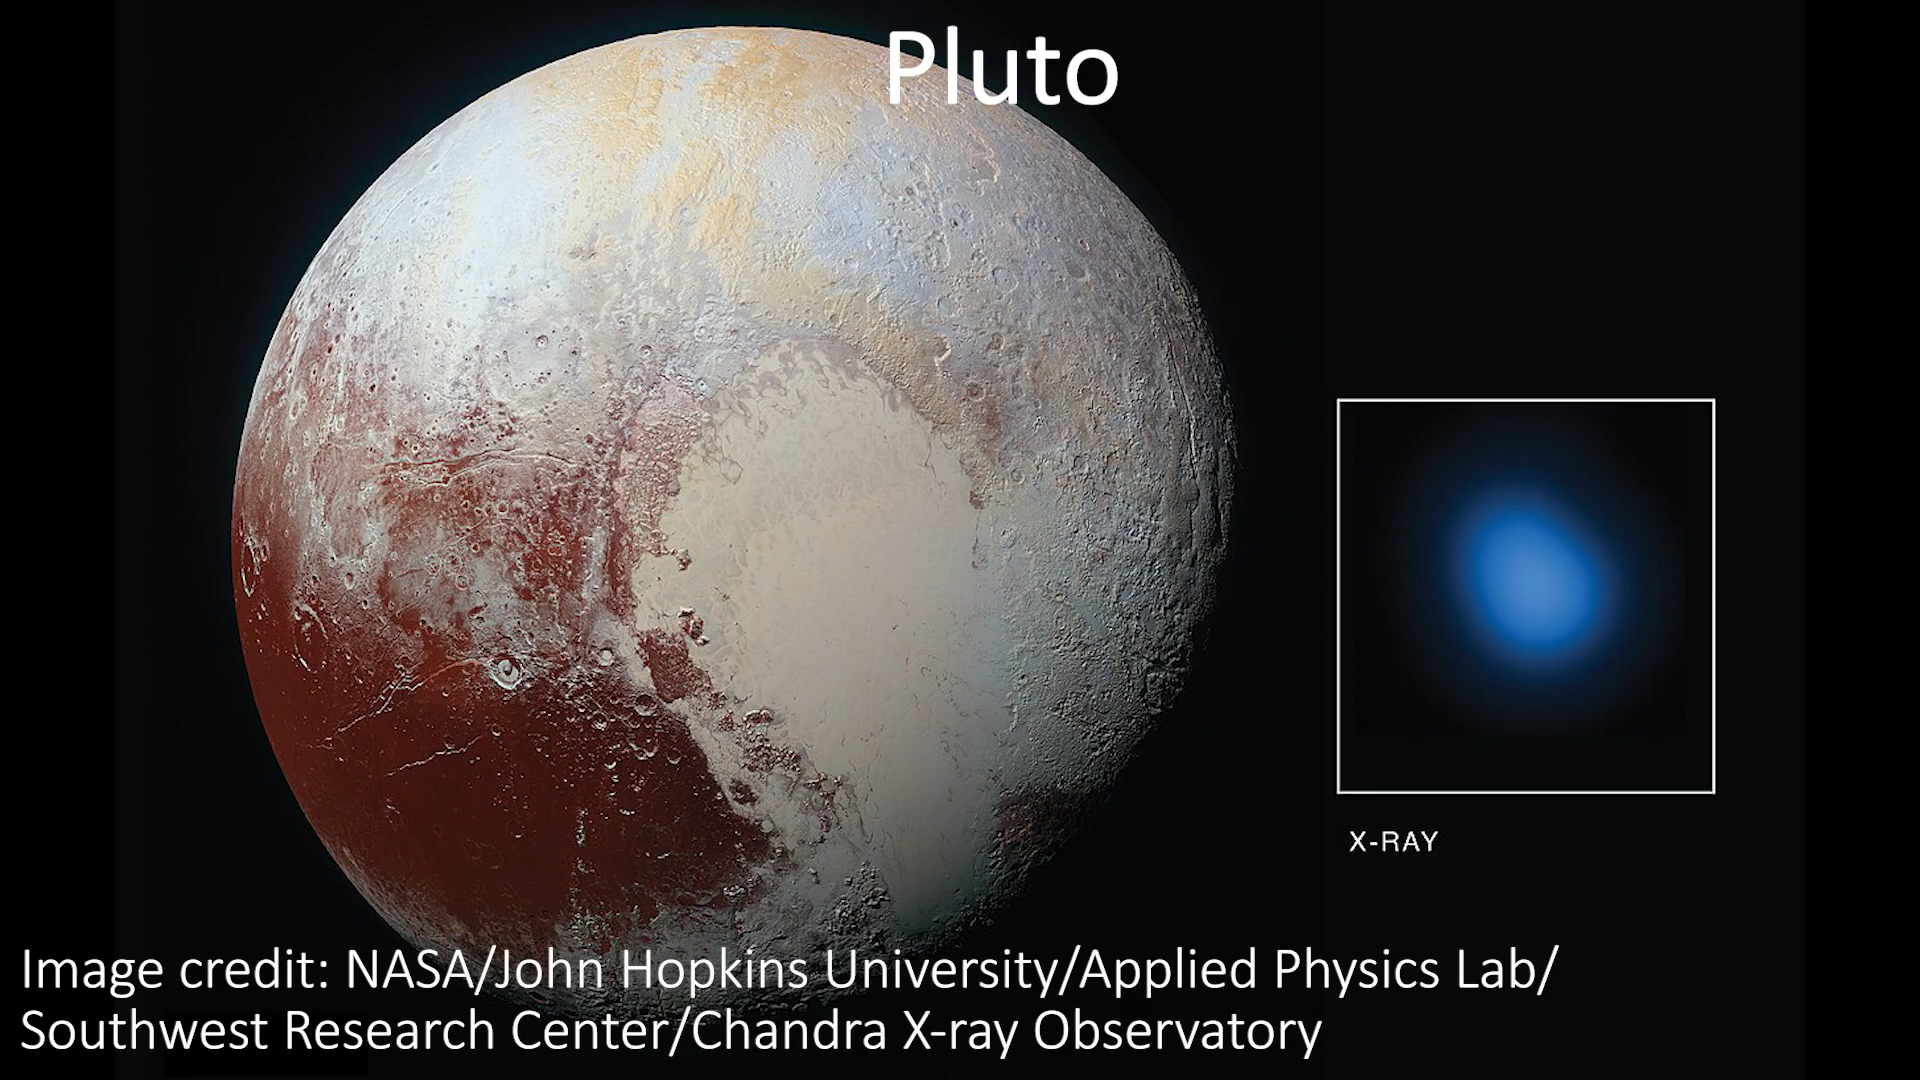 Pluto
X-RAY
Image credit: NASA/John Hopkins University/Applied Physics Lab/
Southwest Research Center/Chandra X-ray Observatory